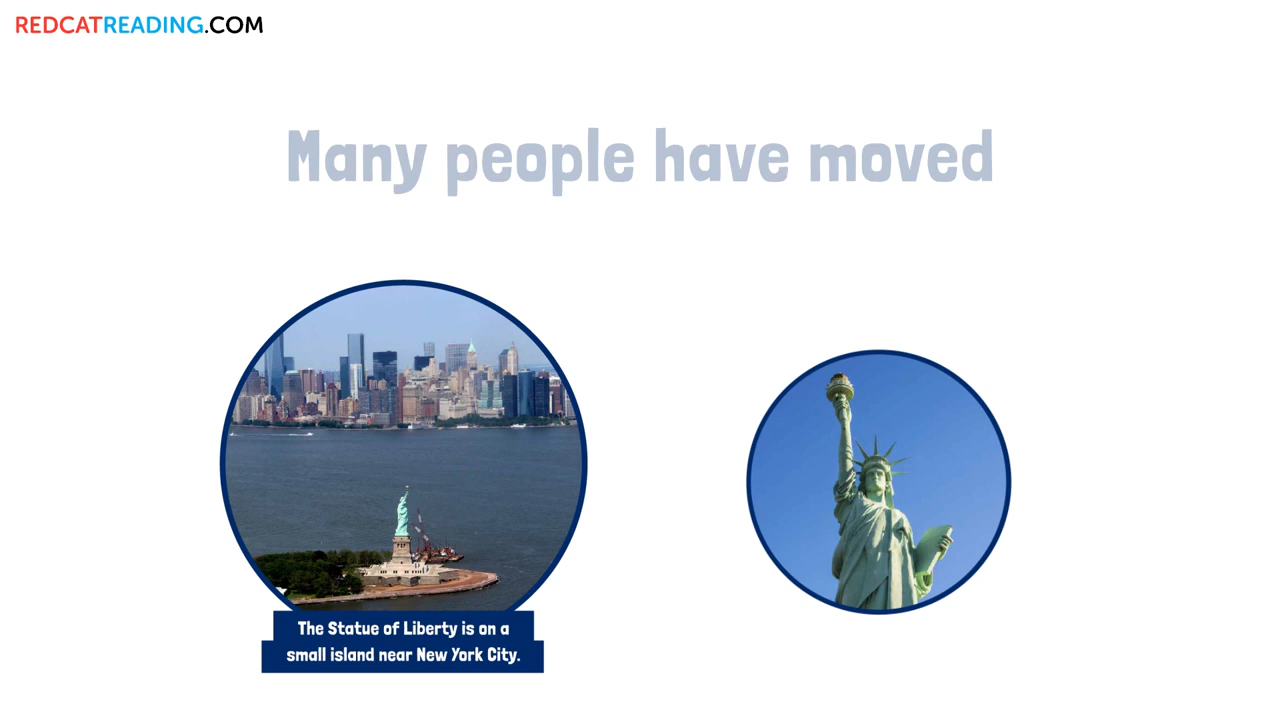 REDCATREADING.COM
Many people have moved
The Statue of Liberty is on a
small island near New York City.